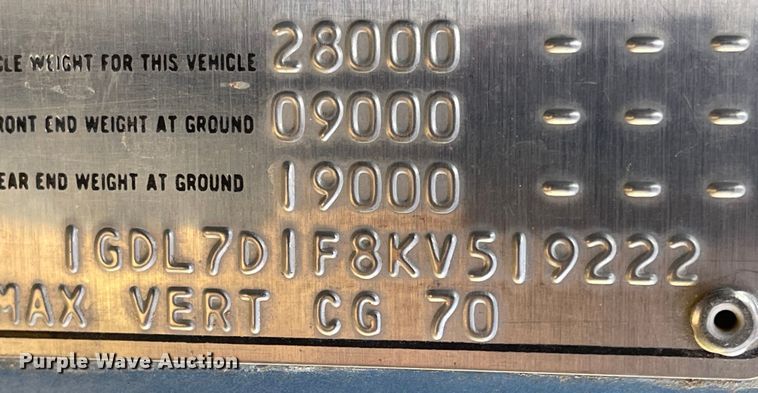 CLE WEIGHT FOR THIS VEHICLE 28000 - - -
RONT END WEIGHT AT GROUND 09000 - - -
EAR END WEIGHT AT GROUND 19000 - - -
1GDL7D1F8KV519222
MAX VERT CG 70
Purple Wave Auction